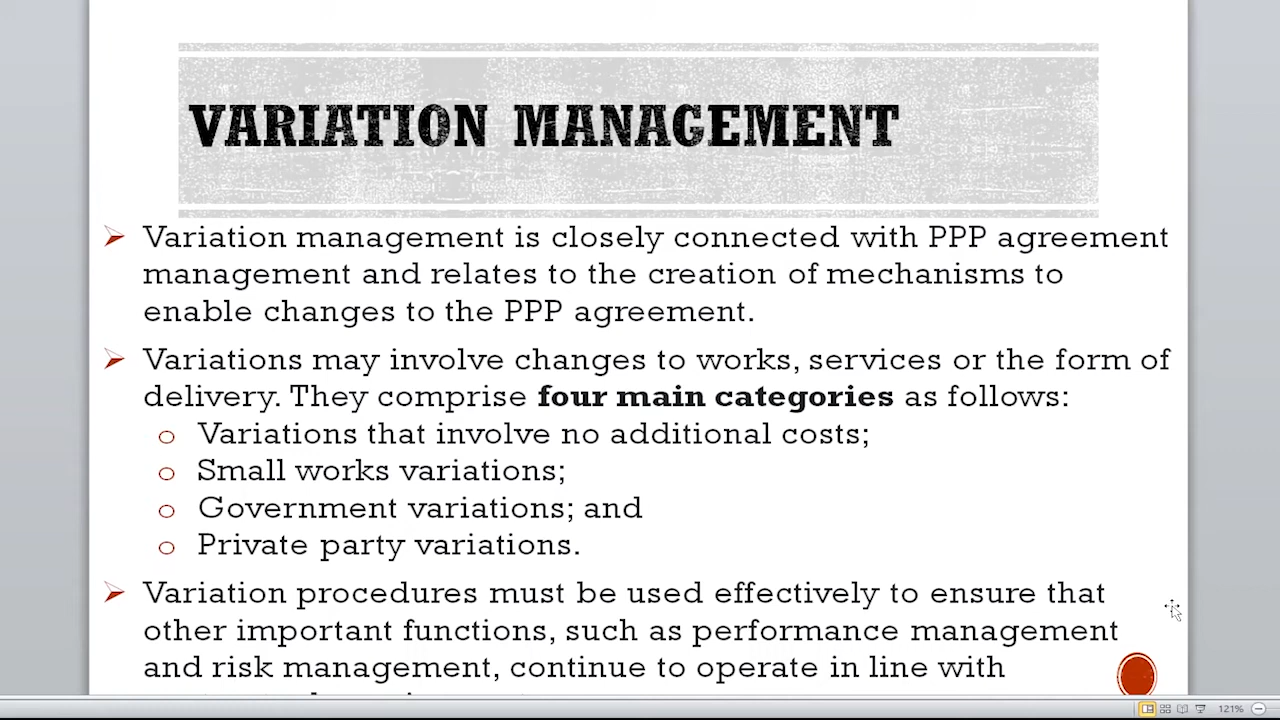 VARIATION MANAGEMENT
Variation management is closely connected with PPP agreement
management and relates to the creation of mechanisms to
enable changes to the PPP agreement.
Variations may involve changes to works, services or the form of
delivery. They comprise four main categories as follows:
Variations that involve no additional costs;
Small works variations;
Government variations; and
Private party variations.
Variation procedures must be used effectively to ensure that
other important functions, such as performance management
and risk management, continue to operate in line with
121%